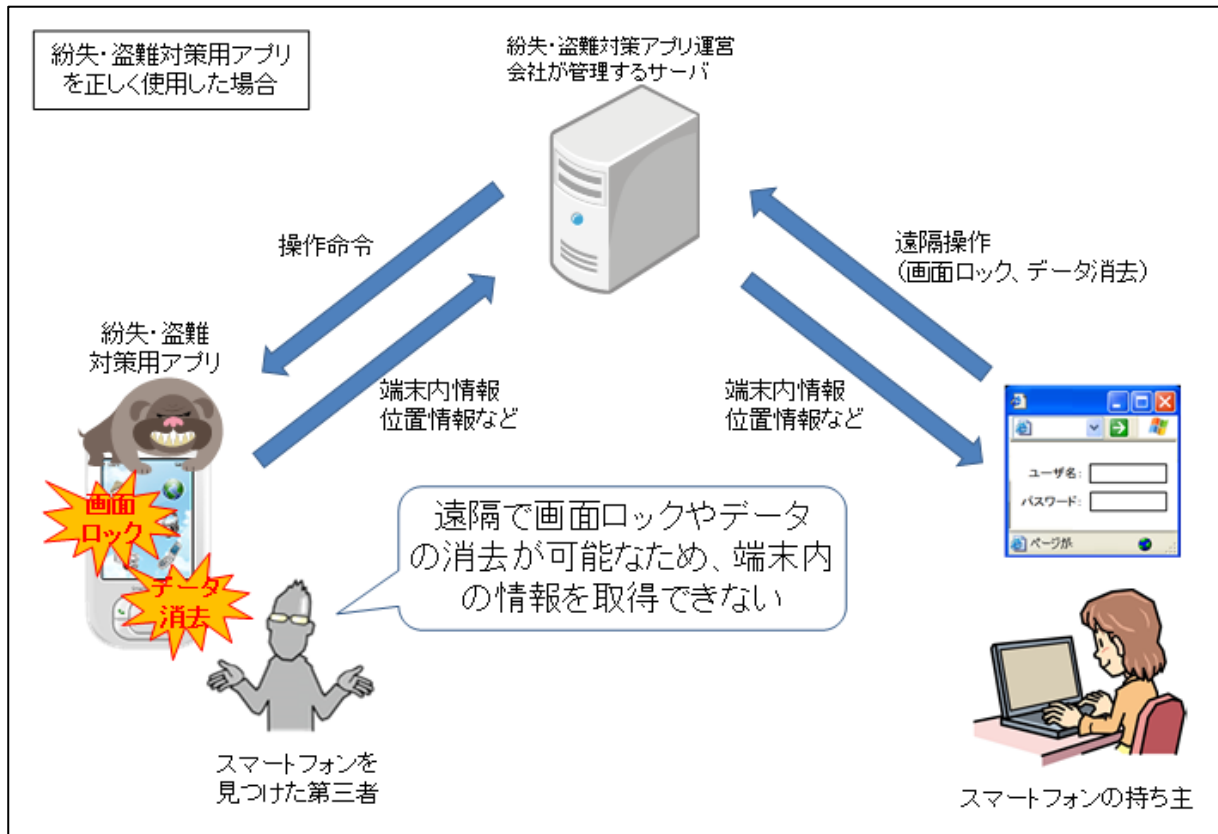 紛失・盗難対策用アプリ
を正しく使用した場合
紛失・盗難対策アプリ運営
会社が管理するサーバ
操作命令
遠隔操作
(画面ロック、データ消去)
紛失・盗難
対策用アプリ
端末内情報
位置情報など
端末内情報
位置情報など
ユーザ名:
パスワード:
ページが
画面
ロック
データ
消去
遠隔で画面ロックやデータ
の消去が可能なため、端末内
の情報を取得できない
スマートフォンを
見つけた第三者
スマートフォンの持ち主